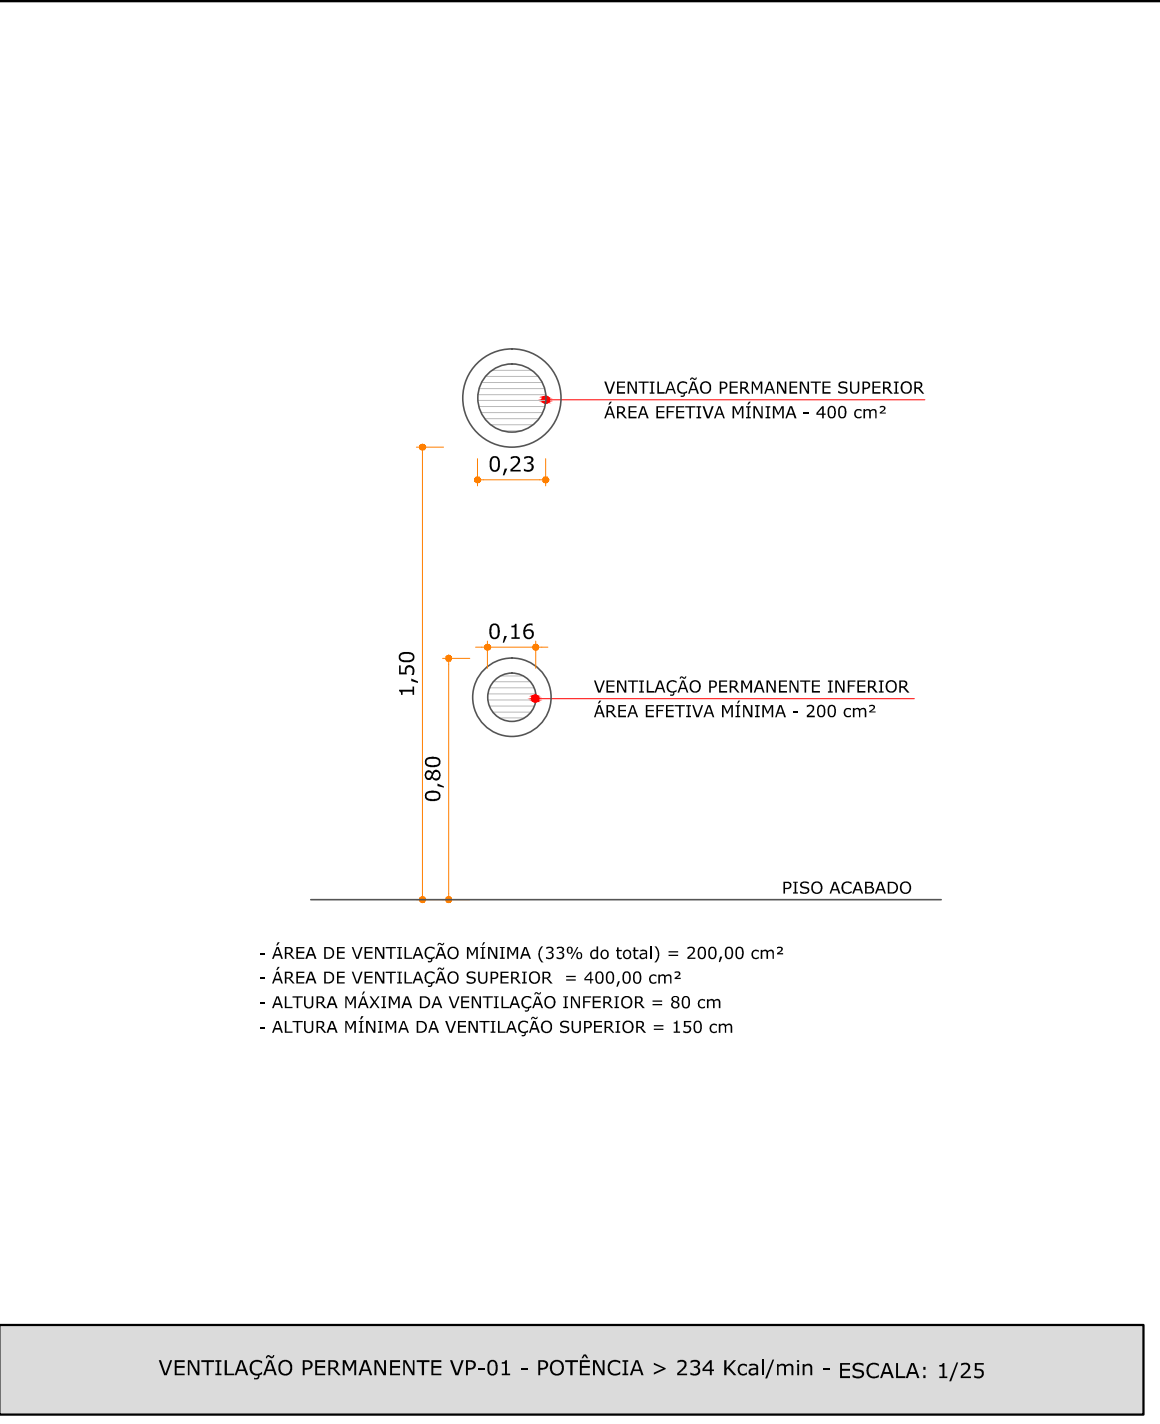 VENTILAÇÃO PERMANENTE SUPERIOR
ÁREA EFETIVA MÍNIMA - 400 cm²
0,23
0,16
1,50
VENTILAÇÃO PERMANENTE INFERIOR
ÁREA EFETIVA MÍNIMA - 200 cm²
0,80
PISO ACABADO
- ÁREA DE VENTILAÇÃO MÍNIMA (33% do total) = 200,00 cm²
- ÁREA DE VENTILAÇÃO SUPERIOR = 400,00 cm²
- ALTURA MÁXIMA DA VENTILAÇÃO INFERIOR = 80 cm
- ALTURA MÍNIMA DA VENTILAÇÃO SUPERIOR = 150 cm
VENTILAÇÃO PERMANENTE VP-01 - POTÊNCIA > 234 Kcal/min - ESCALA: 1/25